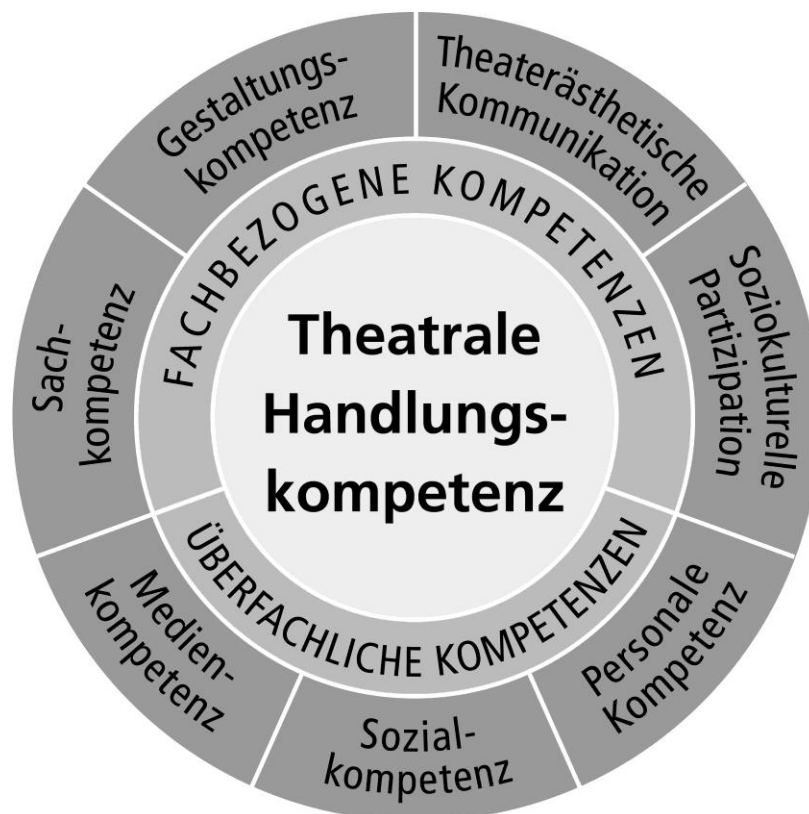 Gestaltungs-
kompetenz
Theaterästhetische
Kommunikation
Soziokulturelle
Partizipation
Personale
Kompetenz
Sozial-
kompetenz
Medien-
kompetenz
Sach-
kompetenz
FACHBEZOGENE KOMPETENZEN
ÜBERFACHLICHE KOMPETENZEN
Theatrale
Handlungs-
kompetenz